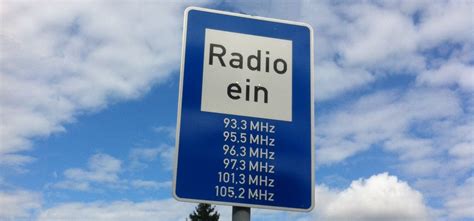 Radio
ein
93.3 MHz
95.5 MHz
96.3 MHz
97.3 MHz
101.3 MHz
105.2 MHz